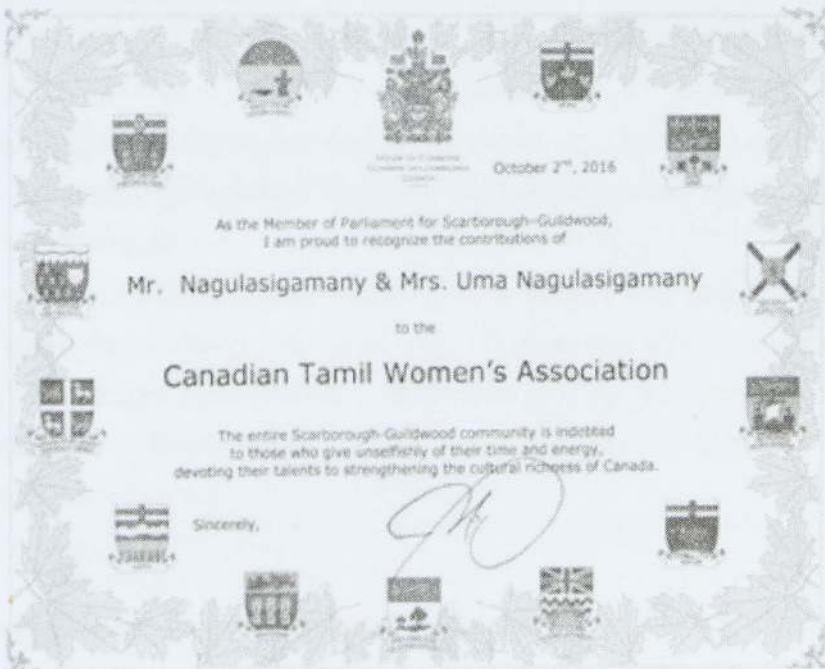 October 2nd, 2016
As the Member of Parliament for Scarborough-Guildwood,
I am proud to recognize the contributions of
Mr. Nagulasigamany & Mrs. Uma Nagulasigamany
to the
Canadian Tamil Women's Association
The entire Scarborough-Guildwood community is indebted
to those who give unselfishly of their time and energy,
devoting their talents to strengthening the cultural richness of Canada.
Sincerely,